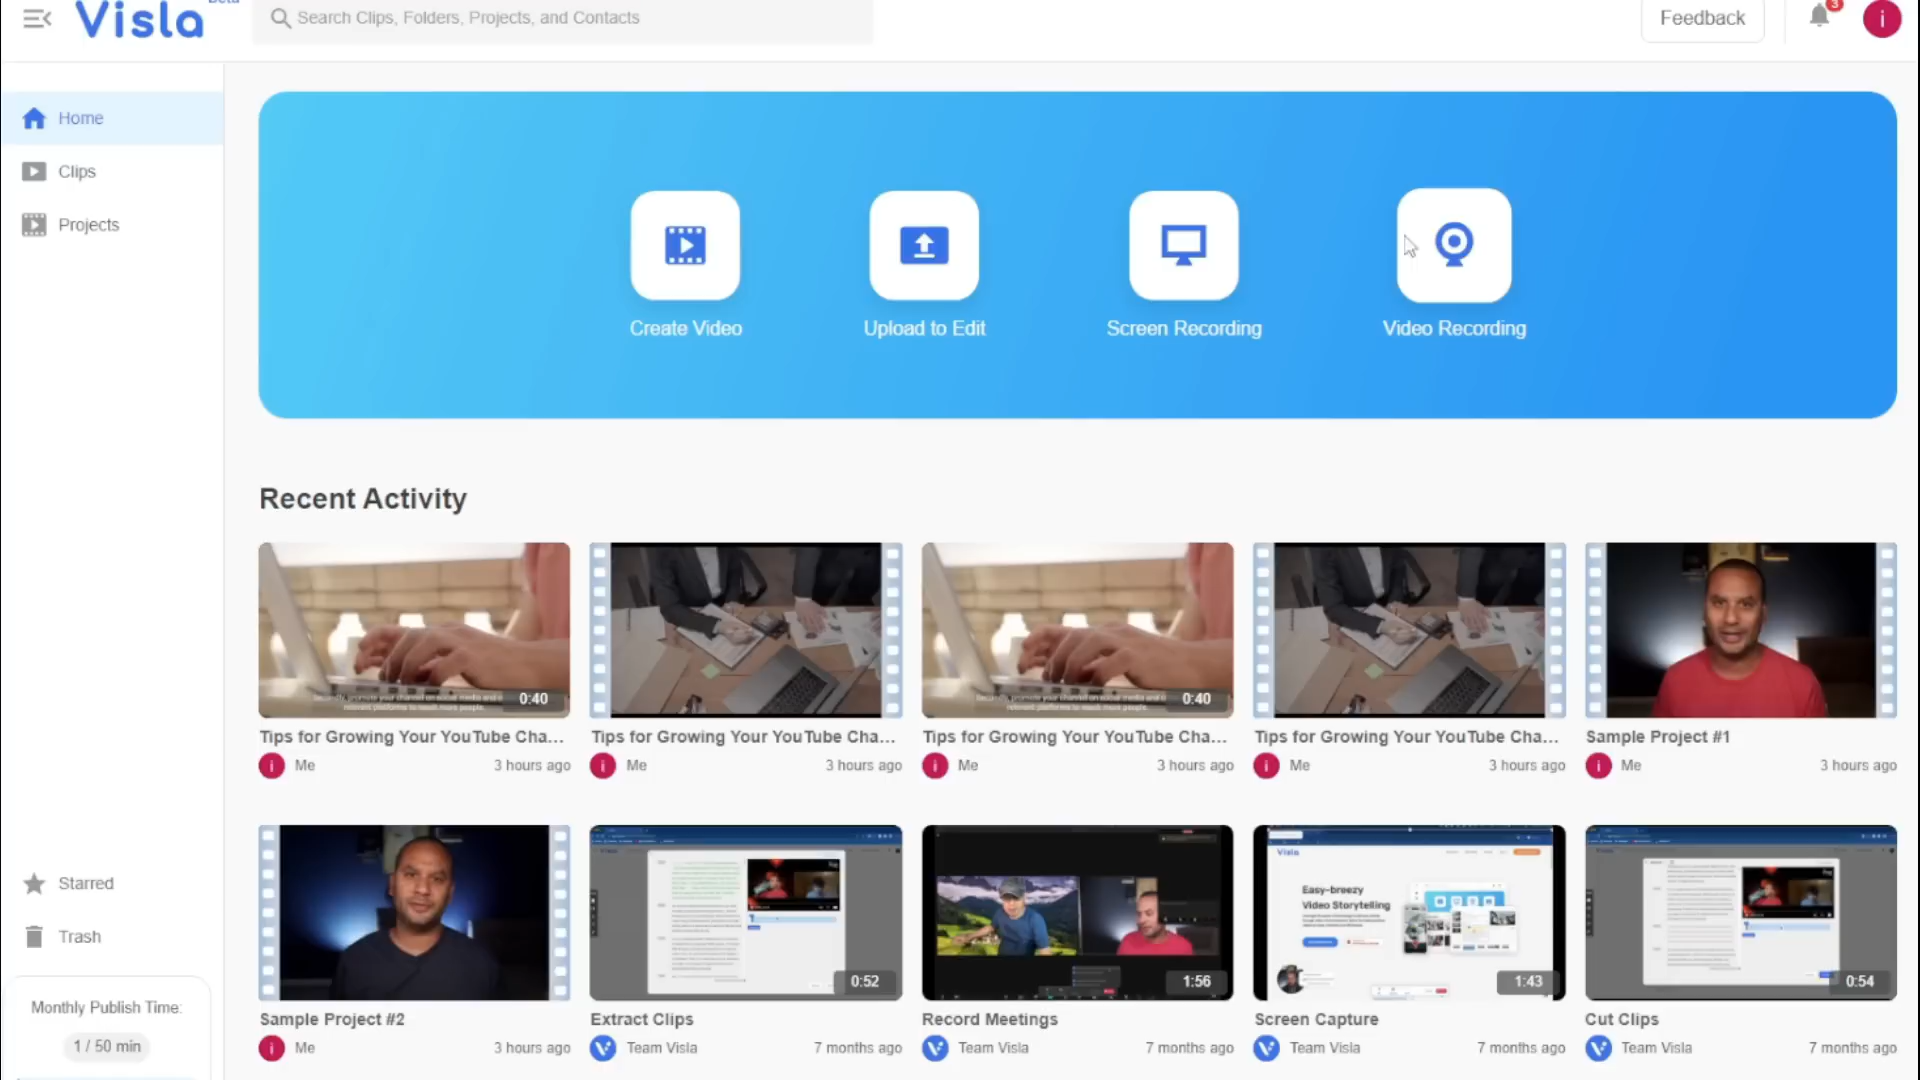 Visla
Beta
Search Clips, Folders, Projects, and Contacts
Feedback
3
i
Home
Clips
Projects
Create Video
Upload to Edit
Screen Recording
Video Recording
Recent Activity
0:40
0:40
Tips for Growing Your YouTube Cha...
Tips for Growing Your YouTube Cha...
Tips for Growing Your YouTube Cha...
Tips for Growing Your YouTube Cha...
Sample Project #1
i Me 3 hours ago
i Me 3 hours ago
i Me 3 hours ago
i Me 3 hours ago
i Me 3 hours ago
Starred
Trash
Visla
Easy-breezy
Video Storytelling
0:52
1:56
1:43
0:54
Sample Project #2
Extract Clips
Record Meetings
Screen Capture
Cut Clips
i Me 3 hours ago
Team Visla 7 months ago
Team Visla 7 months ago
Team Visla 7 months ago
Team Visla 7 months ago
Monthly Publish Time:
1 / 50 min